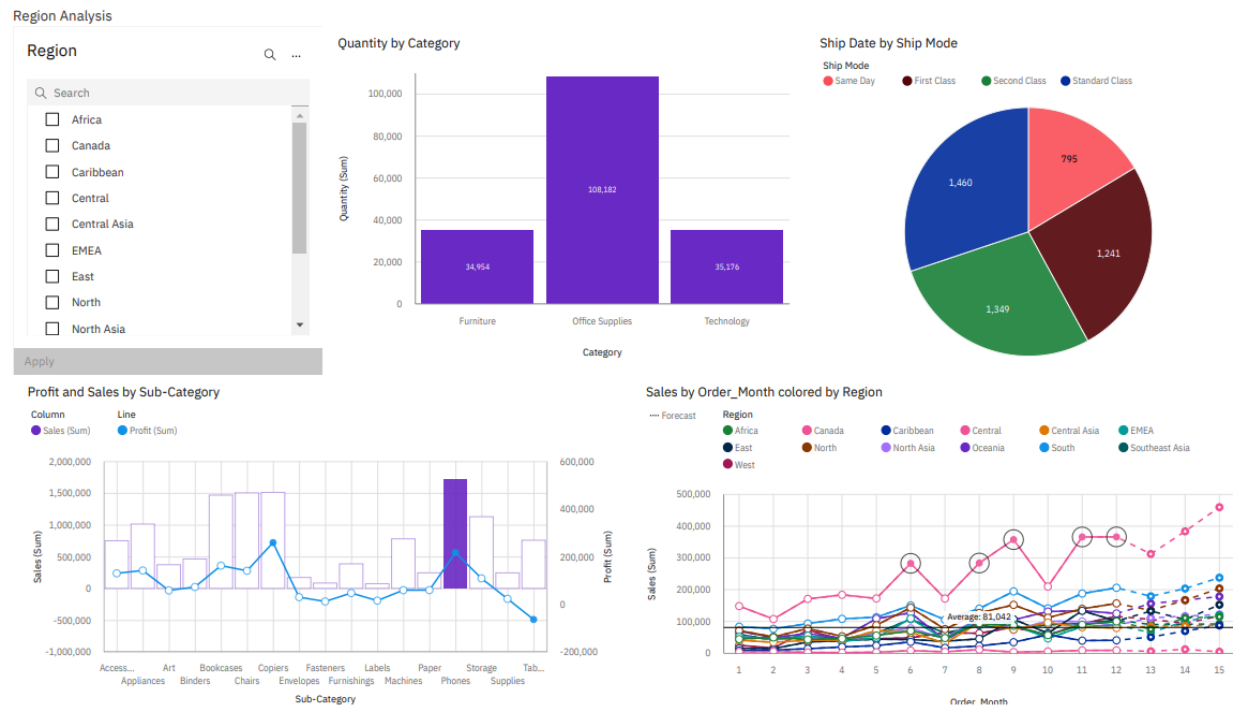 Region Analysis
Region
...
Search
Africa
Canada
Caribbean
Central
Central Asia
EMEA
East
North
North Asia
Apply
Quantity by Category
Quantity (Sum)
100,000
80,000
60,000
40,000
20,000
0
34,954
108,182
35,176
Furniture Office Supplies Technology
Category
Ship Date by Ship Mode
Ship Mode
Same Day First Class Second Class Standard Class
795
1,460
1,241
1,349
Profit and Sales by Sub-Category
Column Line
Sales (Sum) Profit (Sum)
Sales (Sum)
2,000,000
1,500,000
1,000,000
500,000
0
-500,000
-1,000,000
600,000
400,000
200,000
0
-200,000
Profit (Sum)
Access... Art Bookcases Copiers Fasteners Labels Paper Storage Tab...
Appliances Binders Chairs Envelopes Furnishings Machines Phones Supplies
Sub-Category
Sales by Order_Month colored by Region
Forecast
Region
Africa Canada Caribbean Central Central Asia EMEA
East North North Asia Oceania South Southeast Asia
West
Sales (Sum)
500,000
400,000
300,000
200,000
100,000
0
Average: 81,042
1 2 3 4 5 6 7 8 9 10 11 12 13 14 15
Order_Month